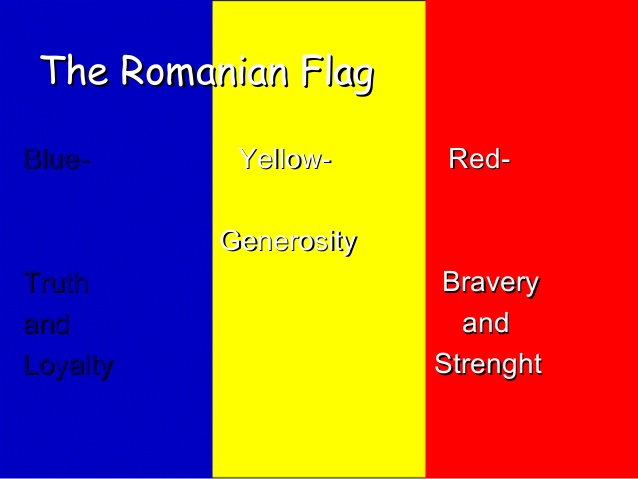 The Romanian Flag
Blue-
Yellow-
Red-
Generosity
Truth
and
Loyalty
Bravery
and
Strenght